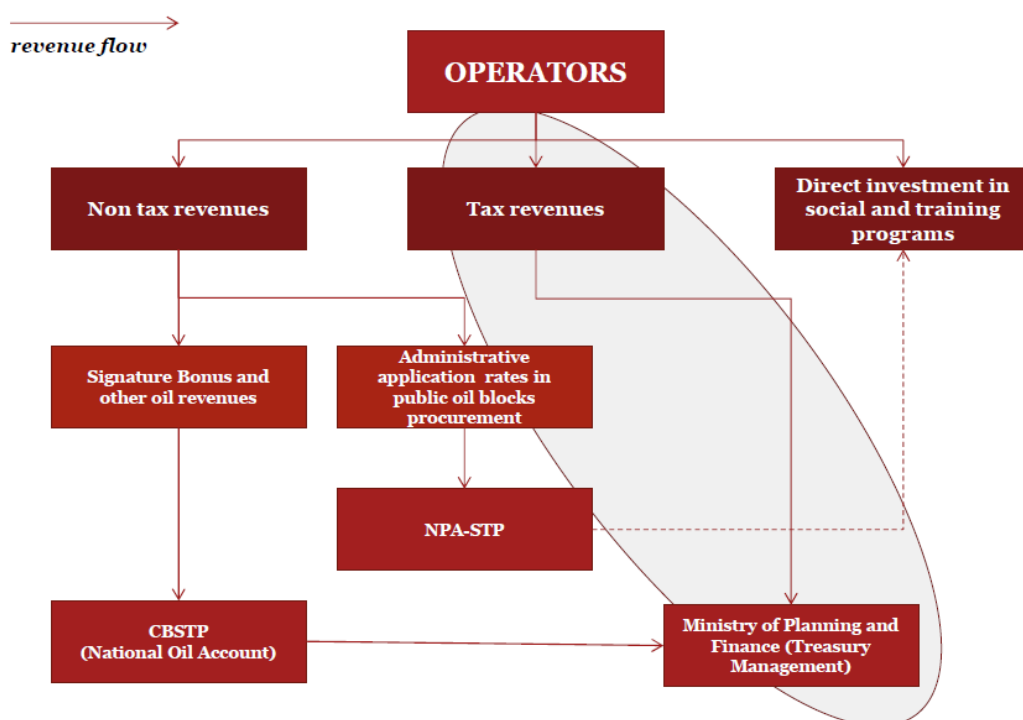 revenue flow
OPERATORS
Non tax revenues
Tax revenues
Direct investment in
social and training
programs
Signature Bonus and
other oil revenues
Administrative
application rates in
public oil blocks
procurement
NPA-STP
CBSTP
(National Oil Account)
Ministry of Planning and
Finance (Treasury
Management)